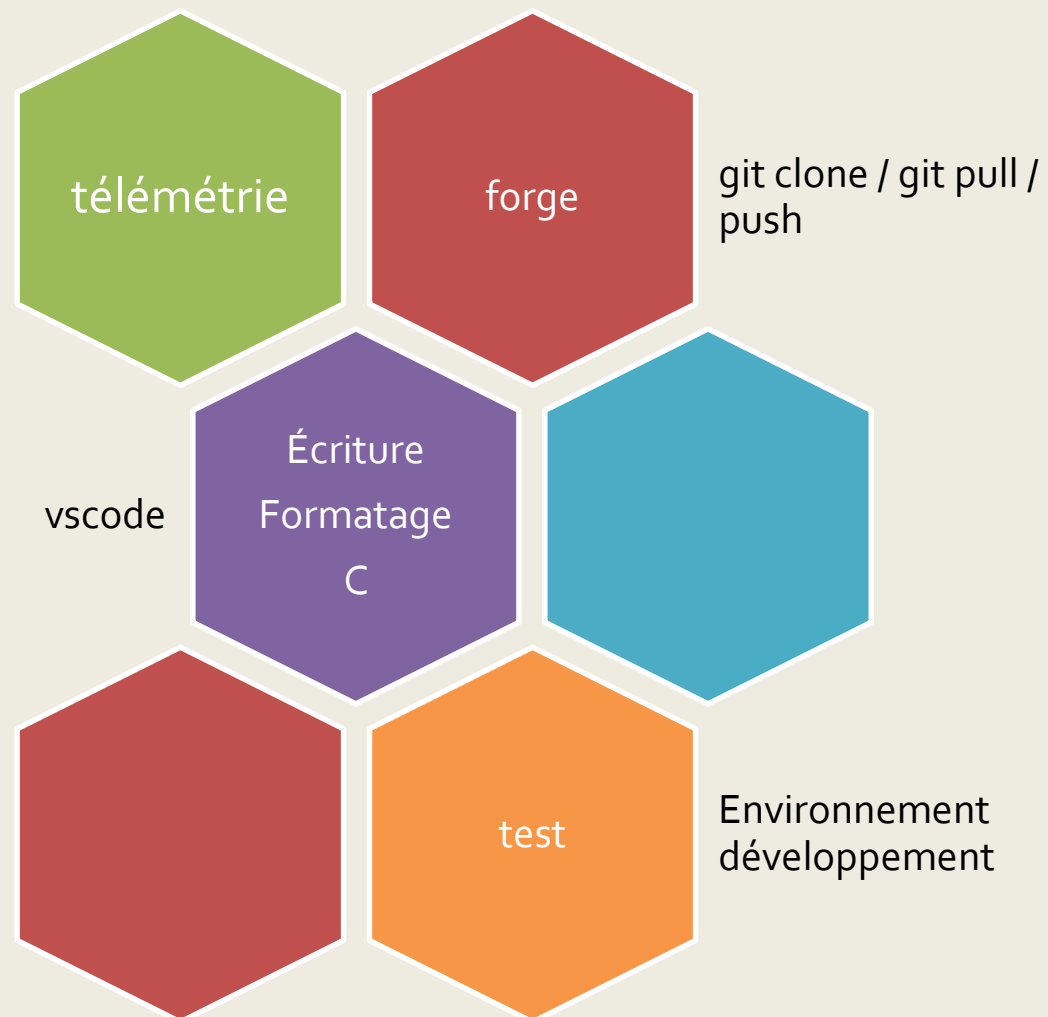 télémétrie
forge
git clone / git pull /
push
vscode
Écriture
Formatage
C
test
Environnement
développement